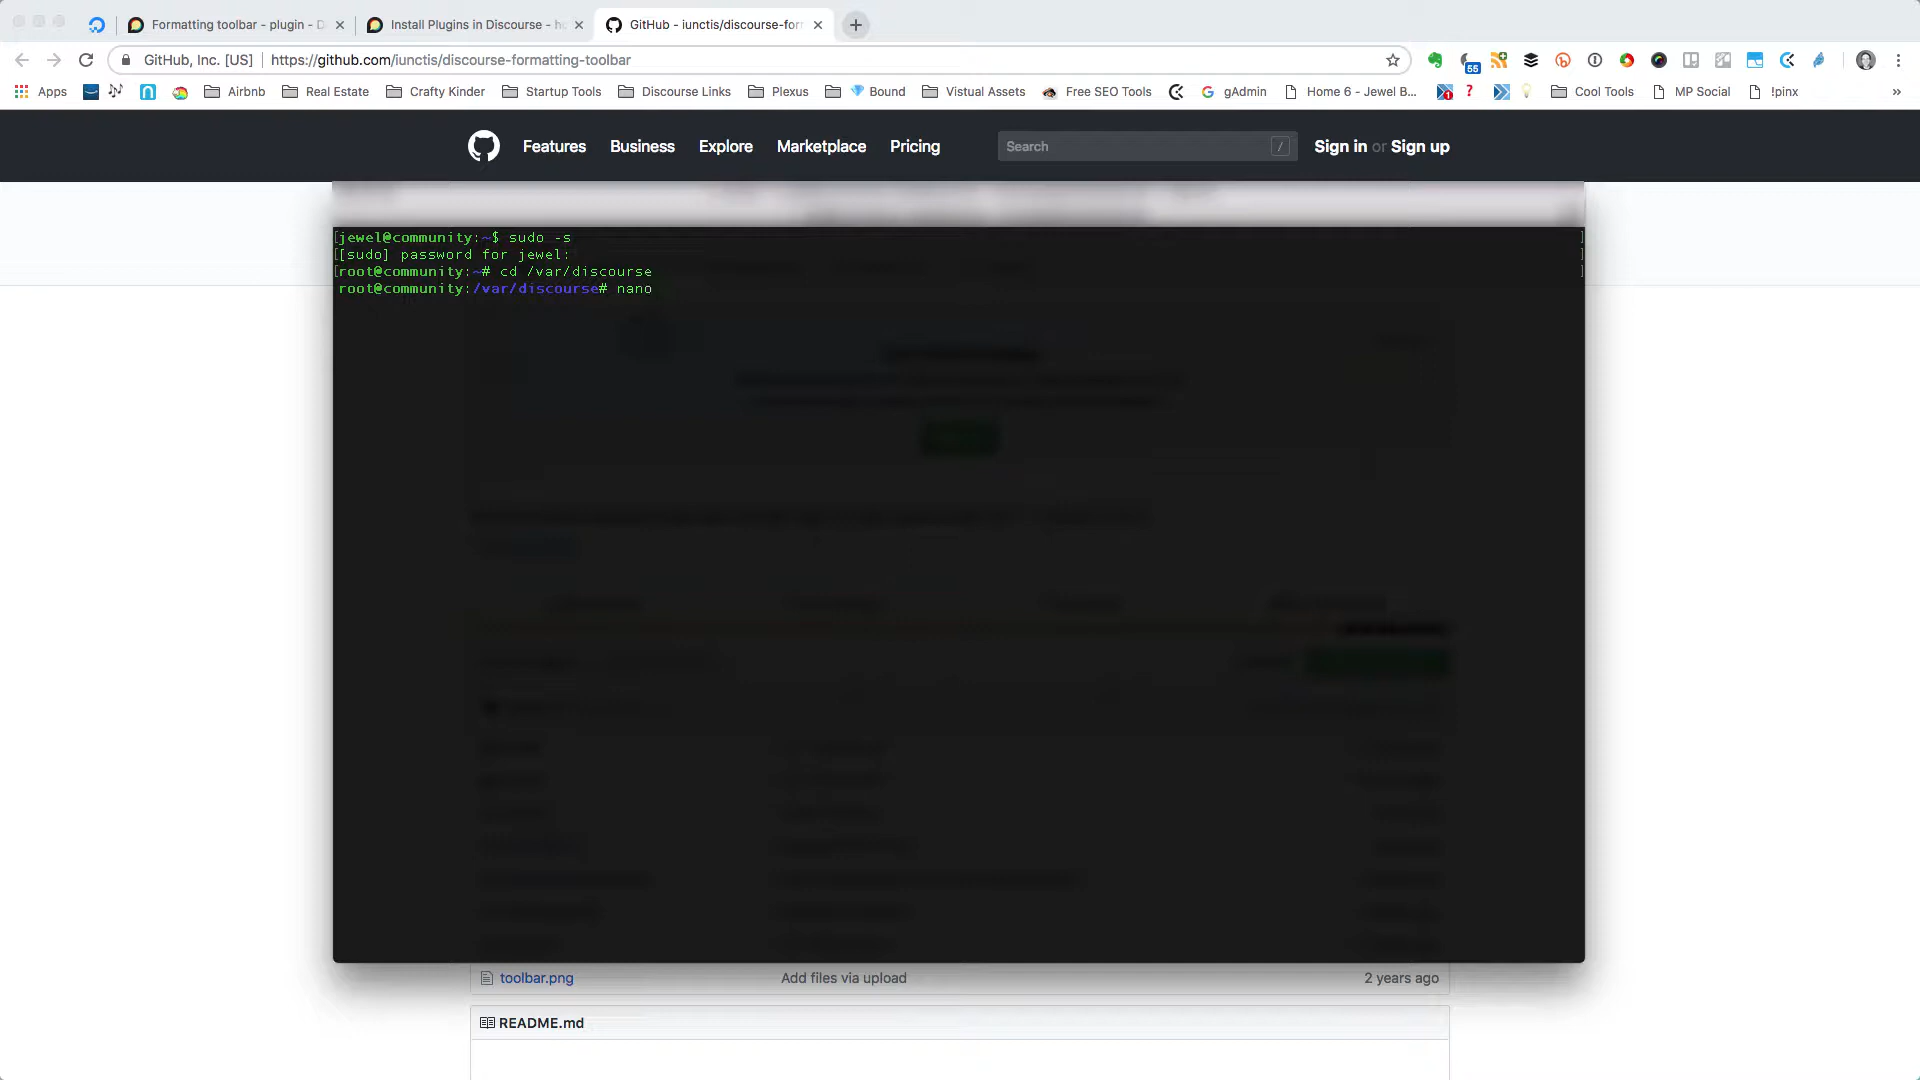 Formatting toolbar - plugin - D
Install Plugins in Discourse - ho
GitHub - iunctis/discourse-for
GitHub, Inc. [US]
https://github.com/iunctis/discourse-formatting-toolbar
55
Apps
Airbnb
Real Estate
Crafty Kinder
Startup Tools
Discourse Links
Plexus
Bound
Vistual Assets
Free SEO Tools
gAdmin
Home 6 - Jewel B...
1
?
Cool Tools
MP Social
!pinx
»
Features
Business
Explore
Marketplace
Pricing
Search
/
Sign in or Sign up
[jewel@community:~$ sudo -s ]
[[sudo] password for jewel: ]
[root@community:~# cd /var/discourse ]
root@community:/var/discourse# nano
toolbar.png
Add files via upload
2 years ago
README.md